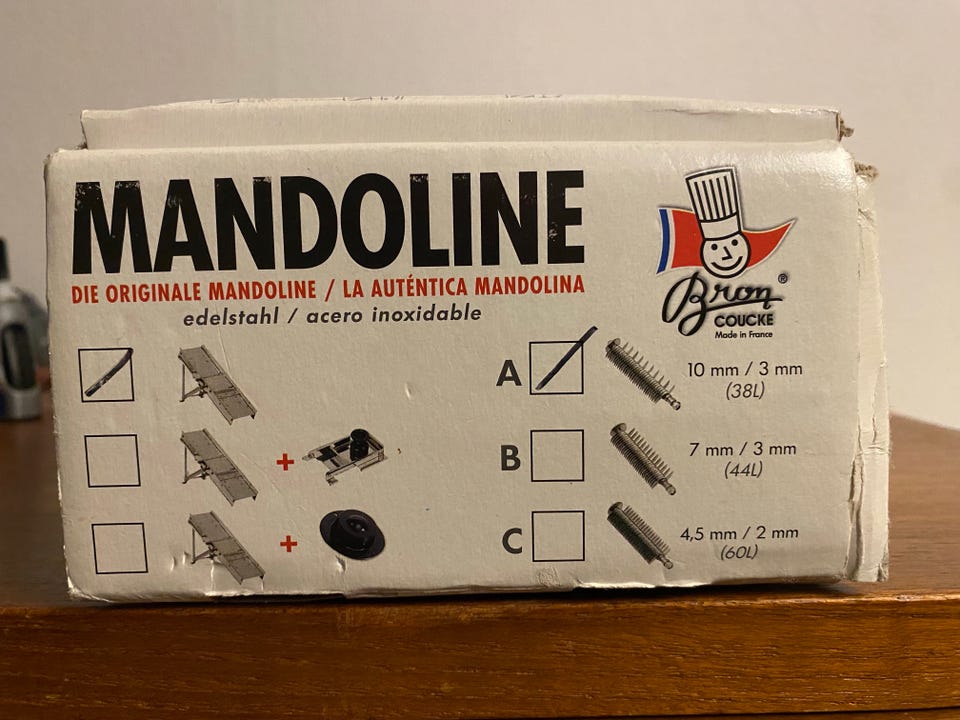 MANDOLINE
DIE ORIGINALE MANDOLINE / LA AUTÉNTICA MANDOLINA
edelstahl / acero inoxidable
Bron®
COUCKE
Made in France
+
+
A 10 mm / 3 mm
(38L)
B 7 mm / 3 mm
(44L)
C 4,5 mm / 2 mm
(60L)